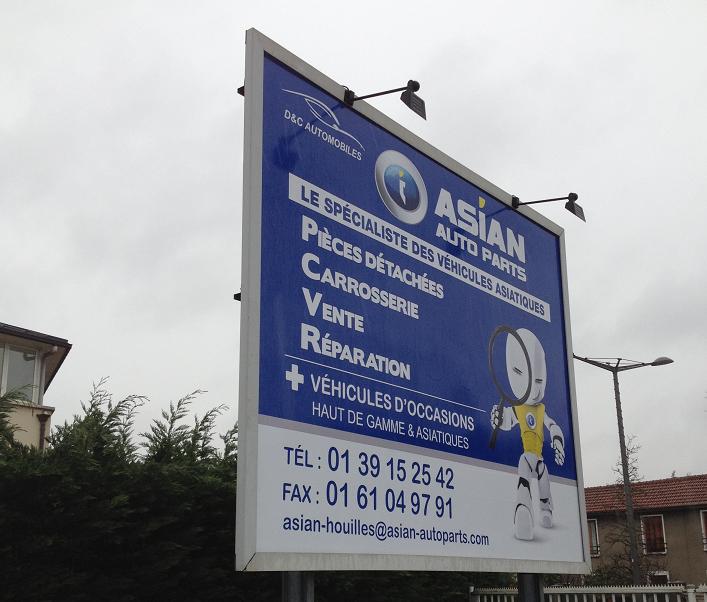 D&C AUTOMOBILES
i
ASIAN
AUTO PARTS
LE SPÉCIALISTE DES VÉHICULES ASIATIQUES
PIÈCES DÉTACHÉES
CARROSSERIE
VENTE
RÉPARATION
+ VÉHICULES D'OCCASIONS
HAUT DE GAMME & ASIATIQUES
TÉL : 01 39 15 25 42
FAX : 01 61 04 97 91
asian-houilles@asian-autoparts.com